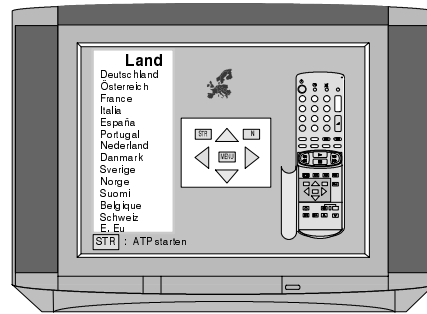 Land
Deutschland
Österreich
France
Italia
España
Portugal
Nederland
Danmark
Sverige
Norge
Suomi
Belgique
Schweiz
E. Eu
STR : ATP starten
STR
N
MENU